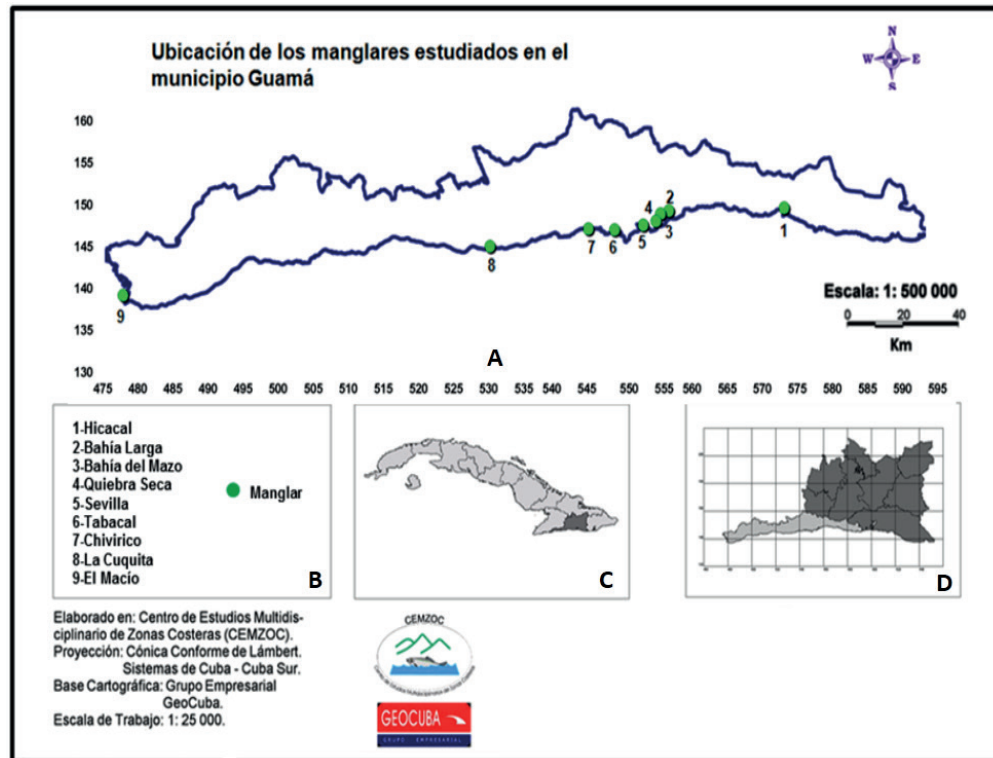 Ubicación de los manglares estudiados en el
municipio Guamá
N
W E
S
160
155
150
145
140
135
130
2
4
1
5 3
7 6
8
9
Escala: 1: 500 000
0 20 40
Km
A
475 485 490 495 500 505 510 515 520 525 530 540 545 550 555 560 565 570 575 580 585 590 595
1-Hicacal
2-Bahía Larga
3-Bahía del Mazo
4-Quiebra Seca
5-Sevilla
6-Tabacal
7-Chivirico
8-La Cuquita
9-El Macío
Manglar
B
C
D
Elaborado en: Centro de Estudios Multidis-
ciplinario de Zonas Costeras (CEMZOC).
Proyección: Cónica Conforme de Lámbert.
Sistemas de Cuba - Cuba Sur.
Base Cartográfica: Grupo Empresarial
GeoCuba.
Escala de Trabajo: 1: 25 000.
CEMZOC
GEOCUBA
GRUPO EMPRESARIAL